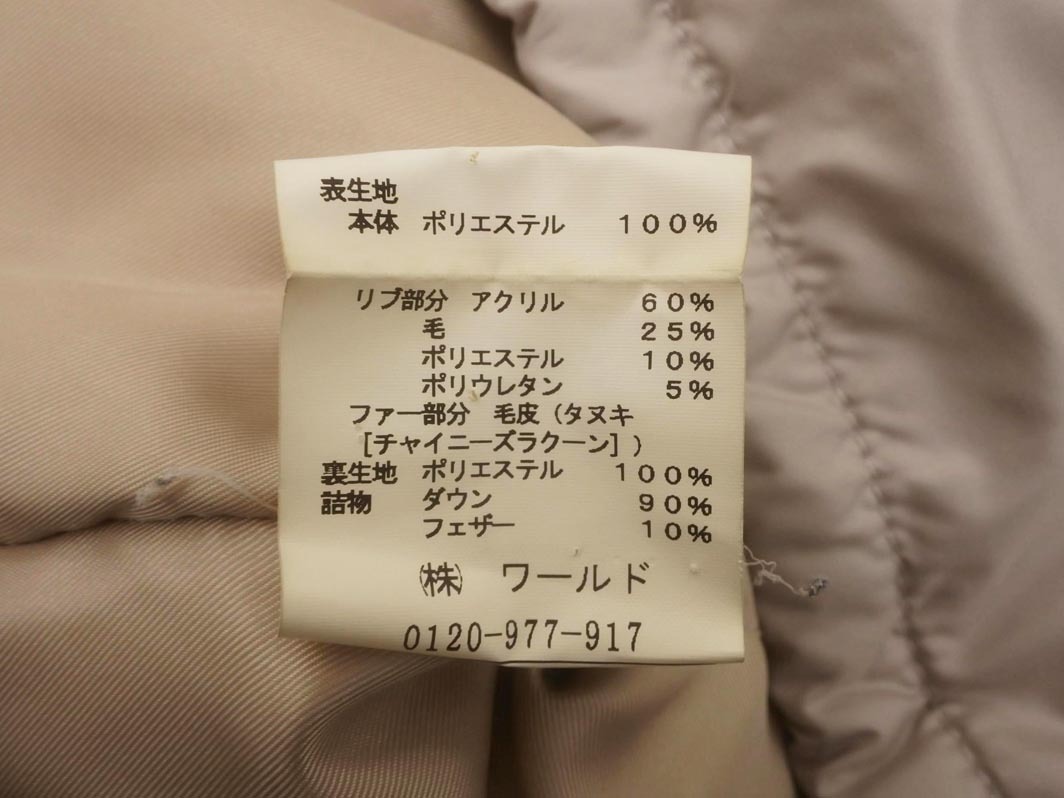 表生地
本体 ポリエステル 100%
リブ部分 アクリル 60%
毛 25%
ポリエステル 10%
ポリウレタン 5%
ファー部分 毛皮(タヌキ
[チャイニーズラクーン])
裏生地 ポリエステル 100%
詰物 ダウン 90%
フェザー 10%
㈱ ワールド
0120-977-917